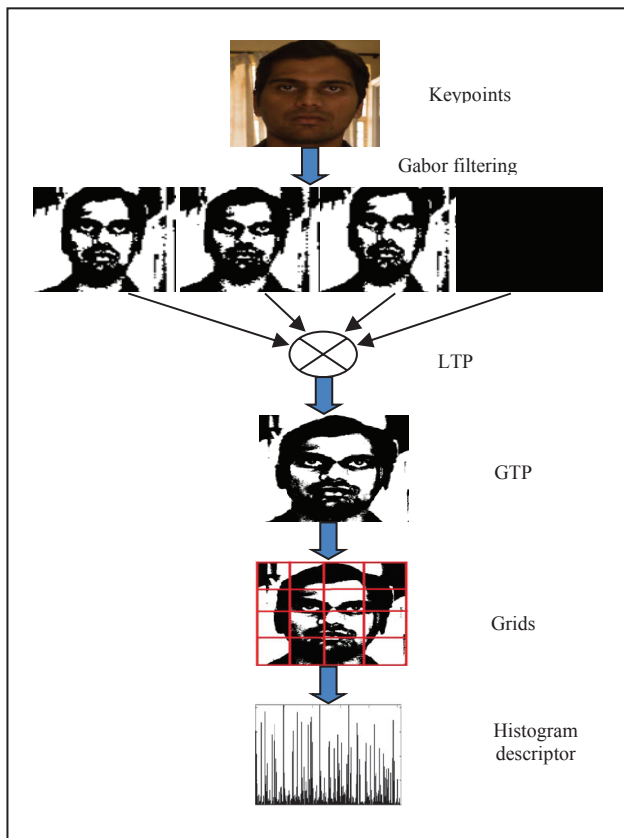 Keypoints
Gabor filtering
LTP
GTP
Grids
Histogram
descriptor